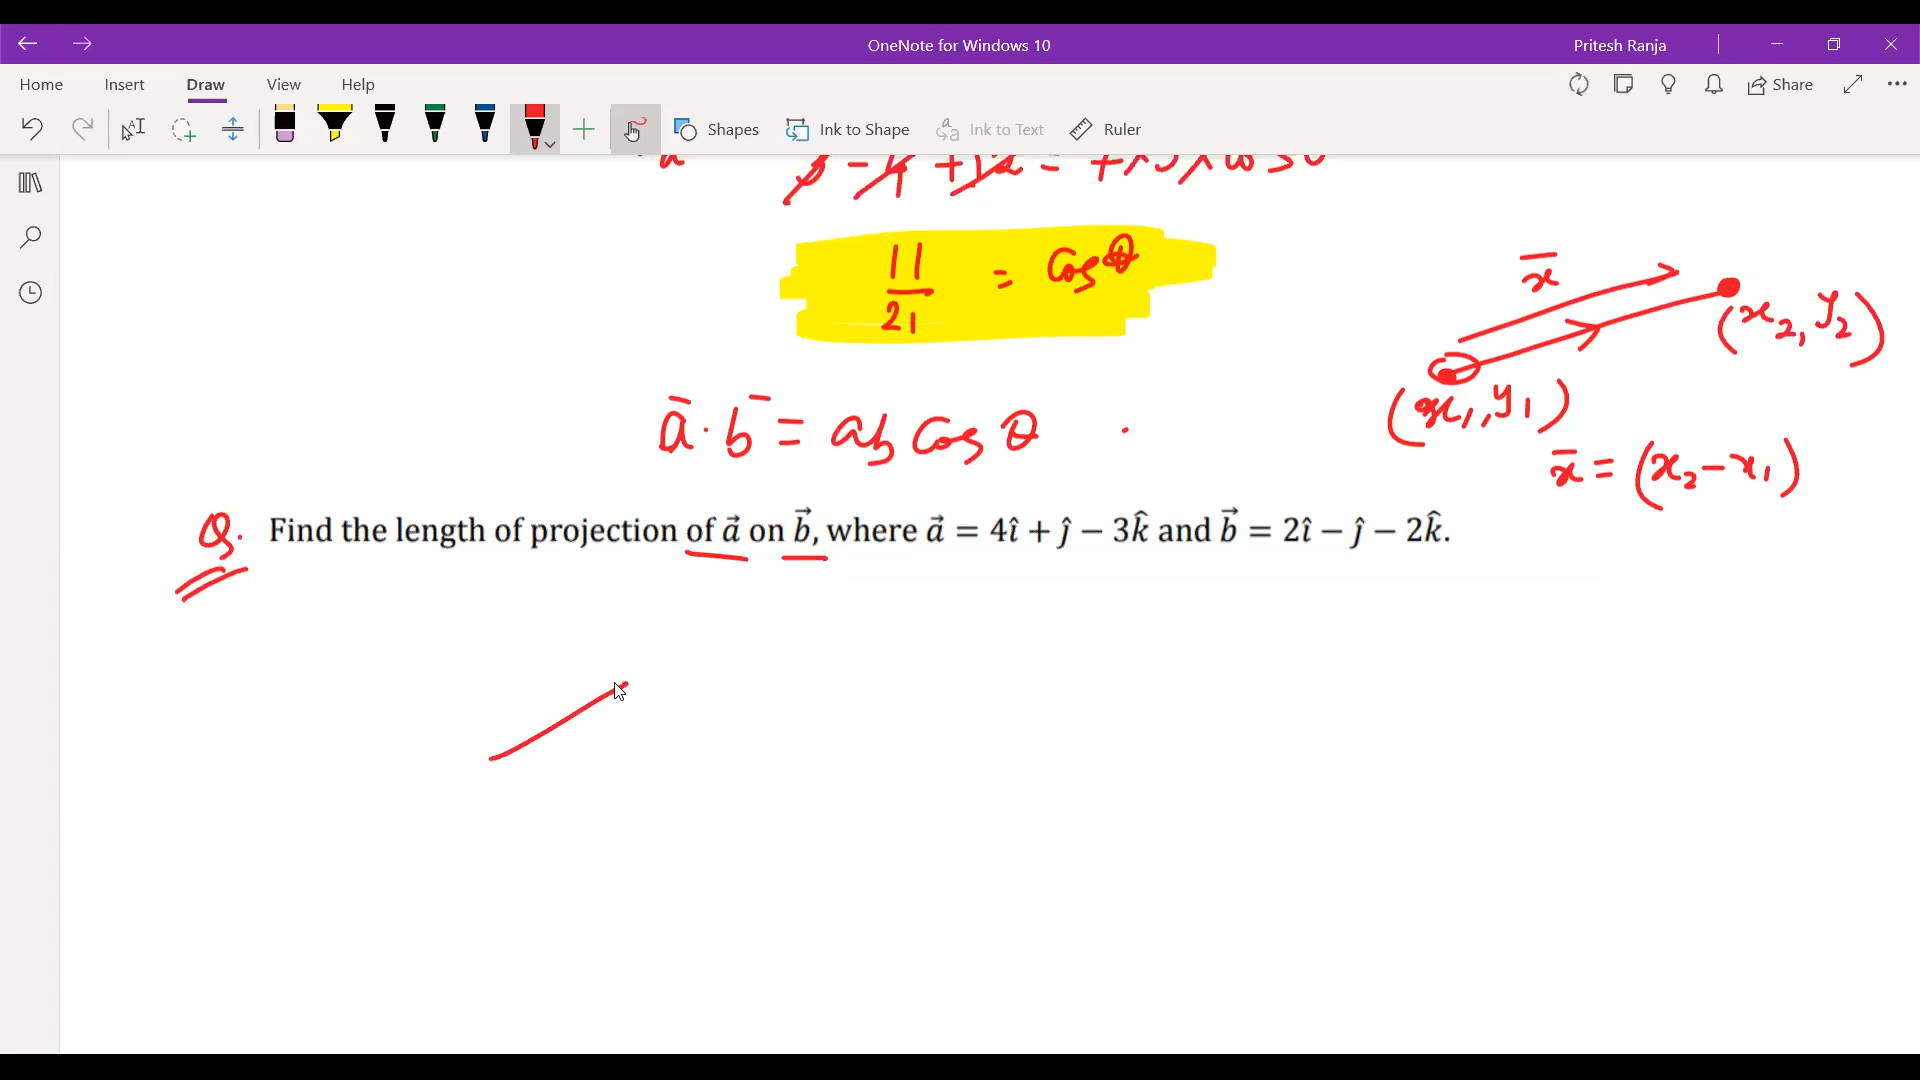 OneNote for Windows 10
Pritesh Ranja
Home Insert Draw View Help
Share
Shapes Ink to Shape Ink to Text Ruler
11/21 = Cos θ
x̄
(x₂, y₂)
(x₁, y₁)
ā · b̄ = ab Cos θ
x̄ = (x₂ − x₁)
Q. Find the length of projection of a⃗ on b⃗, where a⃗ = 4î + ĵ − 3k̂ and b⃗ = 2î − ĵ − 2k̂.